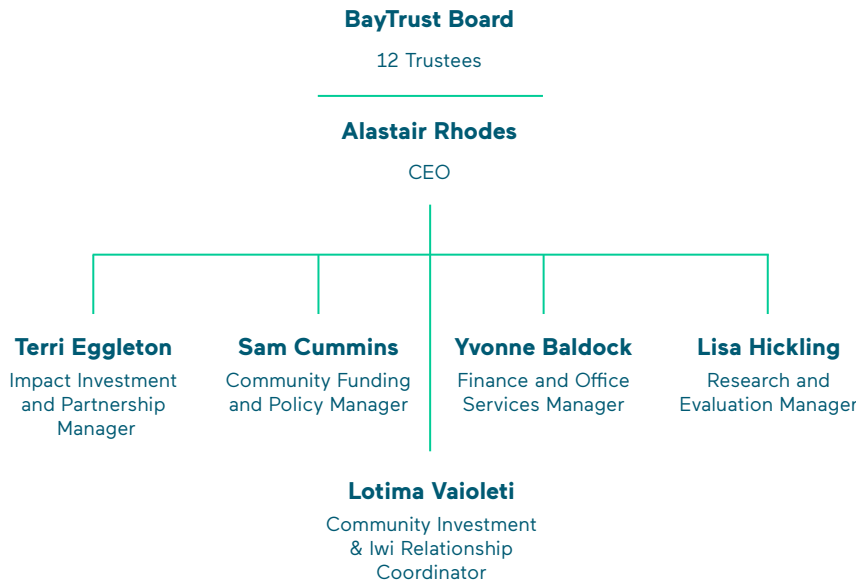 BayTrust Board
12 Trustees
Alastair Rhodes
CEO
Terri Eggleton
Impact Investment
and Partnership
Manager
Sam Cummins
Community Funding
and Policy Manager
Yvonne Baldock
Finance and Office
Services Manager
Lisa Hickling
Research and
Evaluation Manager
Lotima Vaioleti
Community Investment
& Iwi Relationship
Coordinator